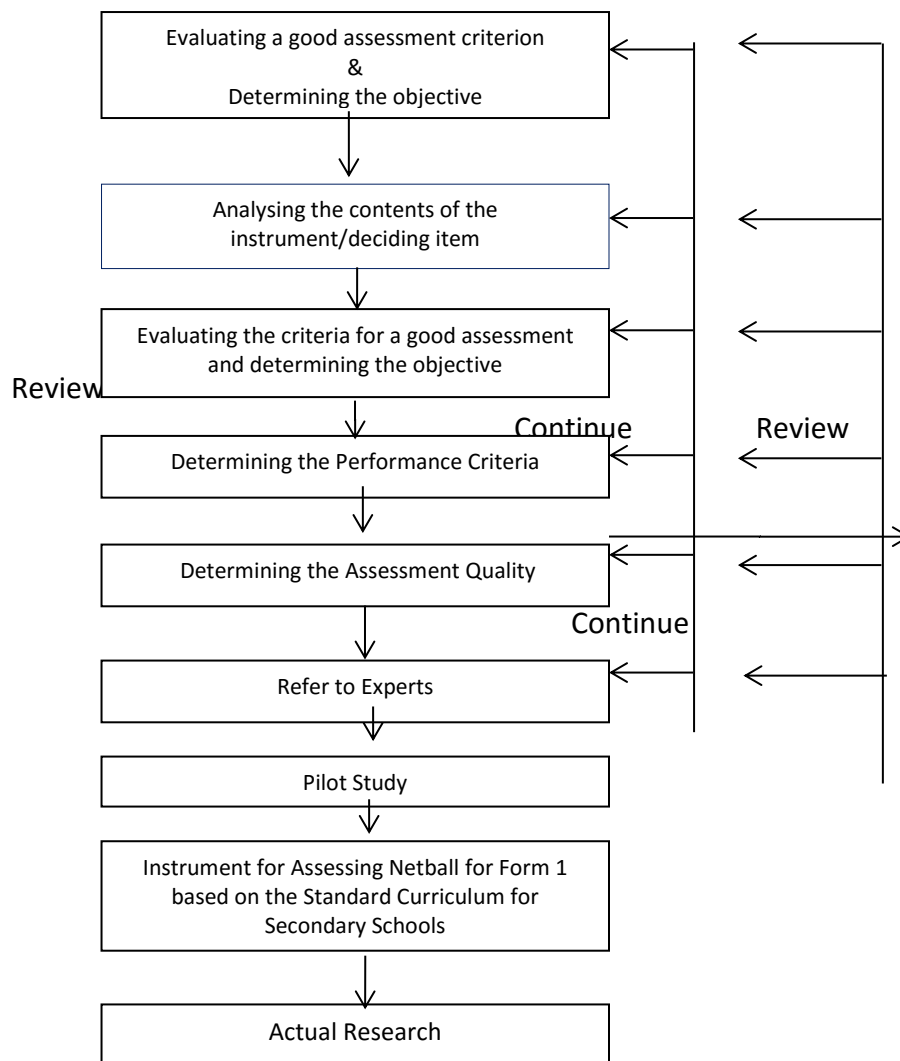 Evaluating a good assessment criterion
&
Determining the objective
Analysing the contents of the
instrument/deciding item
Evaluating the criteria for a good assessment
and determining the objective
Review
Continue
Review
Determining the Performance Criteria
Determining the Assessment Quality
Continue
Refer to Experts
Pilot Study
Instrument for Assessing Netball for Form 1
based on the Standard Curriculum for
Secondary Schools
Actual Research